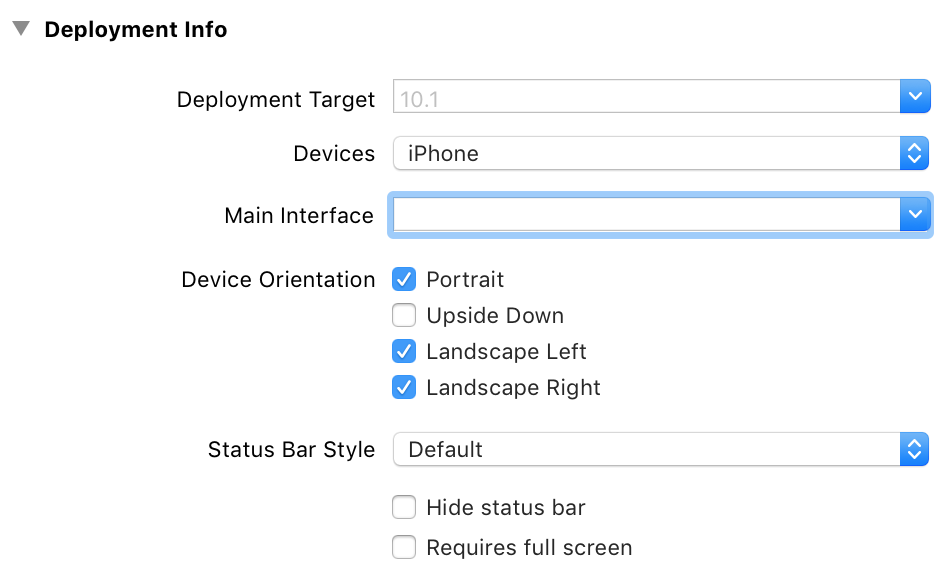 Deployment Info
Deployment Target 10.1
Devices iPhone
Main Interface
Device Orientation Portrait
Upside Down
Landscape Left
Landscape Right
Status Bar Style Default
Hide status bar
Requires full screen